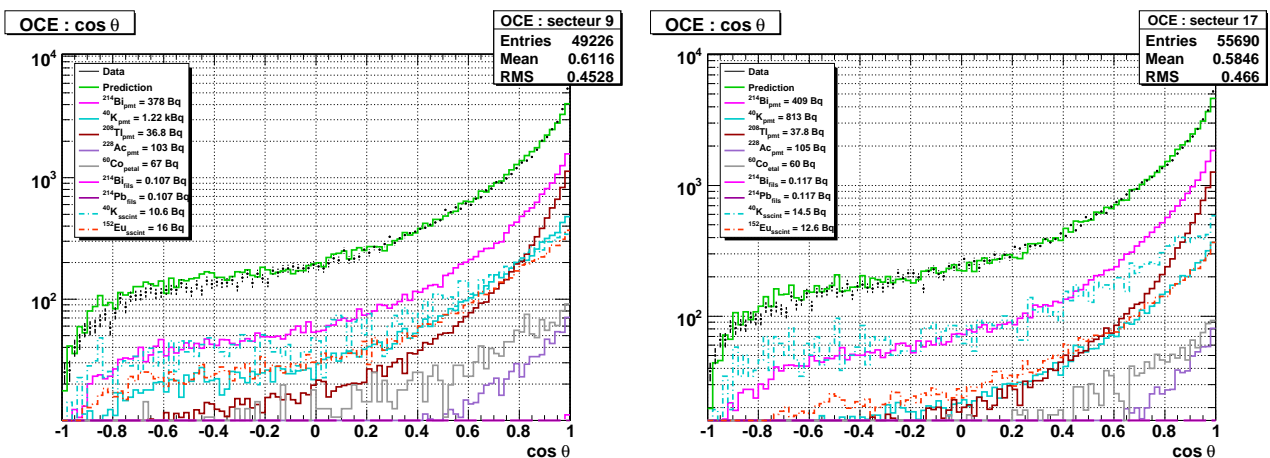 OCE : cos θ
OCE : secteur 9
Entries 49226
Mean 0.6116
RMS 0.4528
Data
Prediction
²¹⁴Bi_pmt = 378 Bq
⁴⁰K_pmt = 1.22 kBq
²⁰⁸Tl_pmt = 36.8 Bq
²²⁸Ac_pmt = 103 Bq
⁶⁰Co_petal = 67 Bq
²¹⁴Bi_fils = 0.107 Bq
²¹⁴Pb_fils = 0.107 Bq
⁴⁰K_sscint = 10.6 Bq
¹⁵²Eu_sscint = 16 Bq
10⁴
10³
10²
-1 -0.8 -0.6 -0.4 -0.2 0 0.2 0.4 0.6 0.8 1
cos θ
OCE : cos θ
OCE : secteur 17
Entries 55690
Mean 0.5846
RMS 0.466
Data
Prediction
²¹⁴Bi_pmt = 409 Bq
⁴⁰K_pmt = 813 Bq
²⁰⁸Tl_pmt = 37.8 Bq
²²⁸Ac_pmt = 105 Bq
⁶⁰Co_petal = 60 Bq
²¹⁴Bi_fils = 0.117 Bq
²¹⁴Pb_fils = 0.117 Bq
⁴⁰K_sscint = 14.5 Bq
¹⁵²Eu_sscint = 12.6 Bq
10⁴
10³
10²
-1 -0.8 -0.6 -0.4 -0.2 0 0.2 0.4 0.6 0.8 1
cos θ